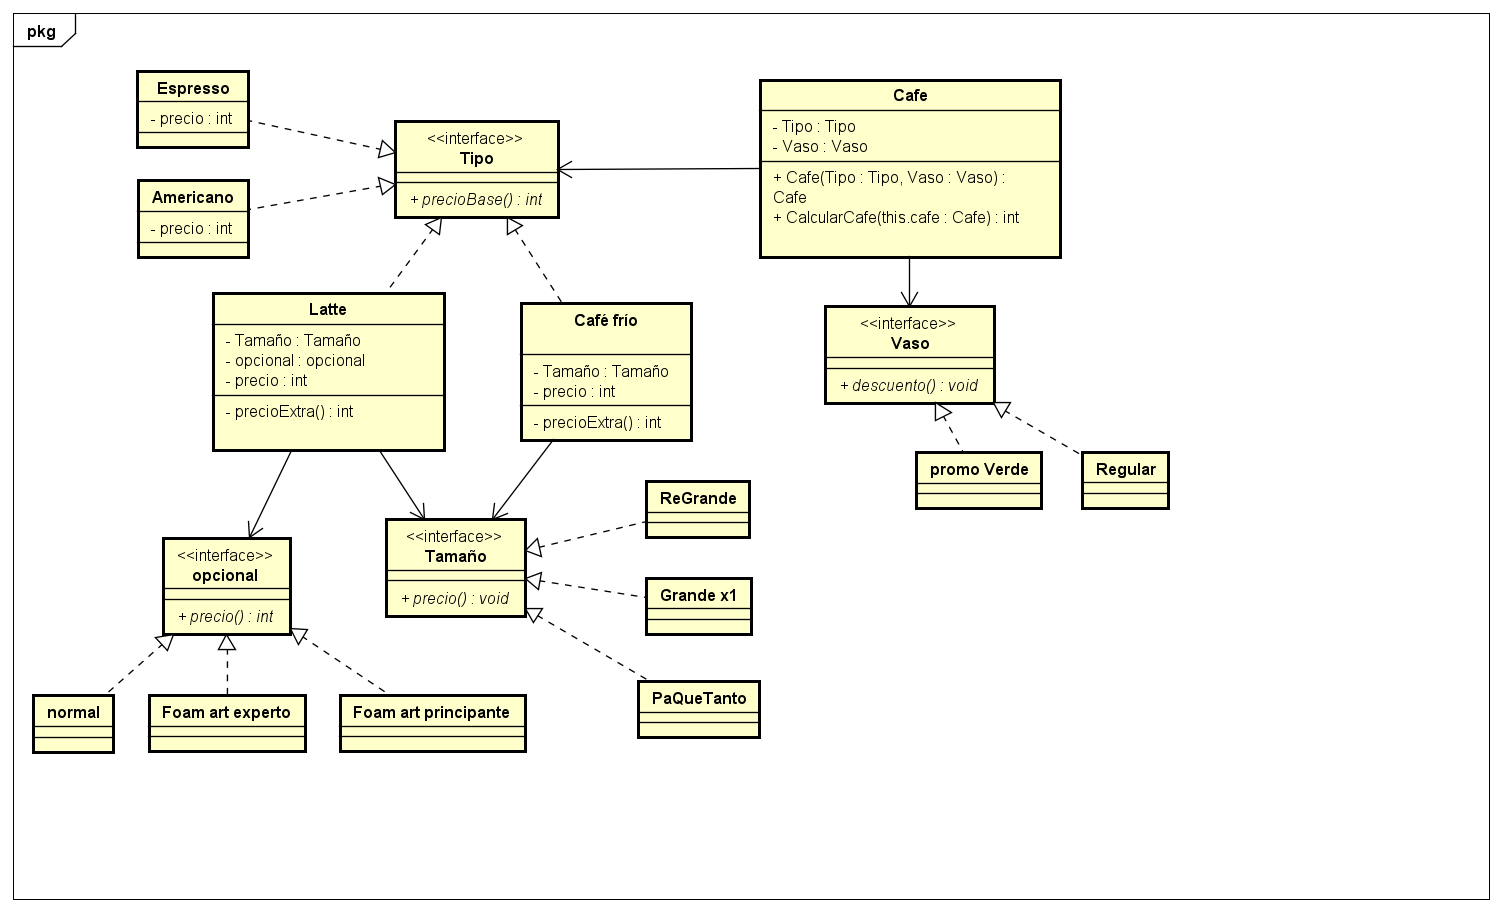 pkg
Espresso
- precio : int
Americano
- precio : int
<<interface>>
Tipo
+ precioBase() : int
Cafe
- Tipo : Tipo
- Vaso : Vaso
+ Cafe(Tipo : Tipo, Vaso : Vaso) :
Cafe
+ CalcularCafe(this.cafe : Cafe) : int
Latte
- Tamaño : Tamaño
- opcional : opcional
- precio : int
- precioExtra() : int
Café frío
- Tamaño : Tamaño
- precio : int
- precioExtra() : int
<<interface>>
Vaso
+ descuento() : void
promo Verde
Regular
<<interface>>
opcional
+ precio() : int
<<interface>>
Tamaño
+ precio() : void
ReGrande
Grande x1
PaQueTanto
normal
Foam art experto
Foam art principante